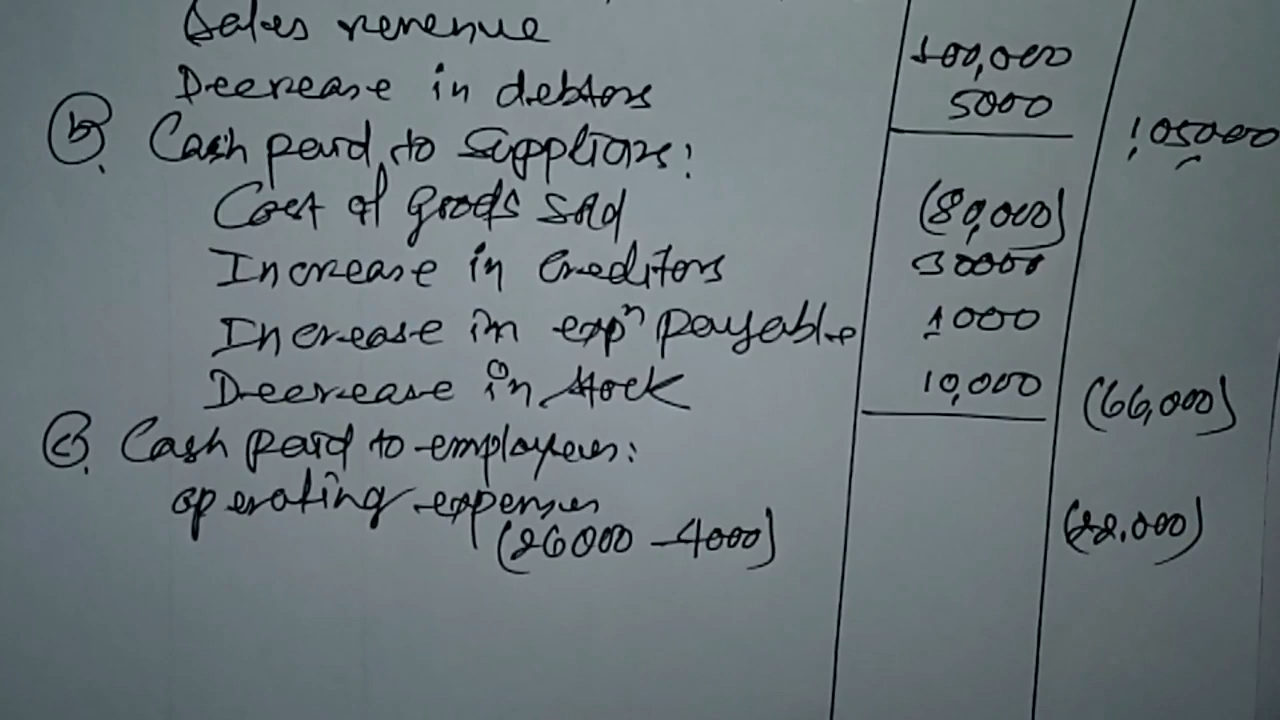 Sales revenue 100,000
Decrease in debtors 5000 105000
(b). Cash paid to suppliers:
Cost of goods sold (80,000)
Increase in Creditors 3000
Increase in expⁿ payable 1000
Decrease in stock 10,000 (66,000)
(c). Cash paid to employees:
operating expenses
(26000 - 4000) (22,000)